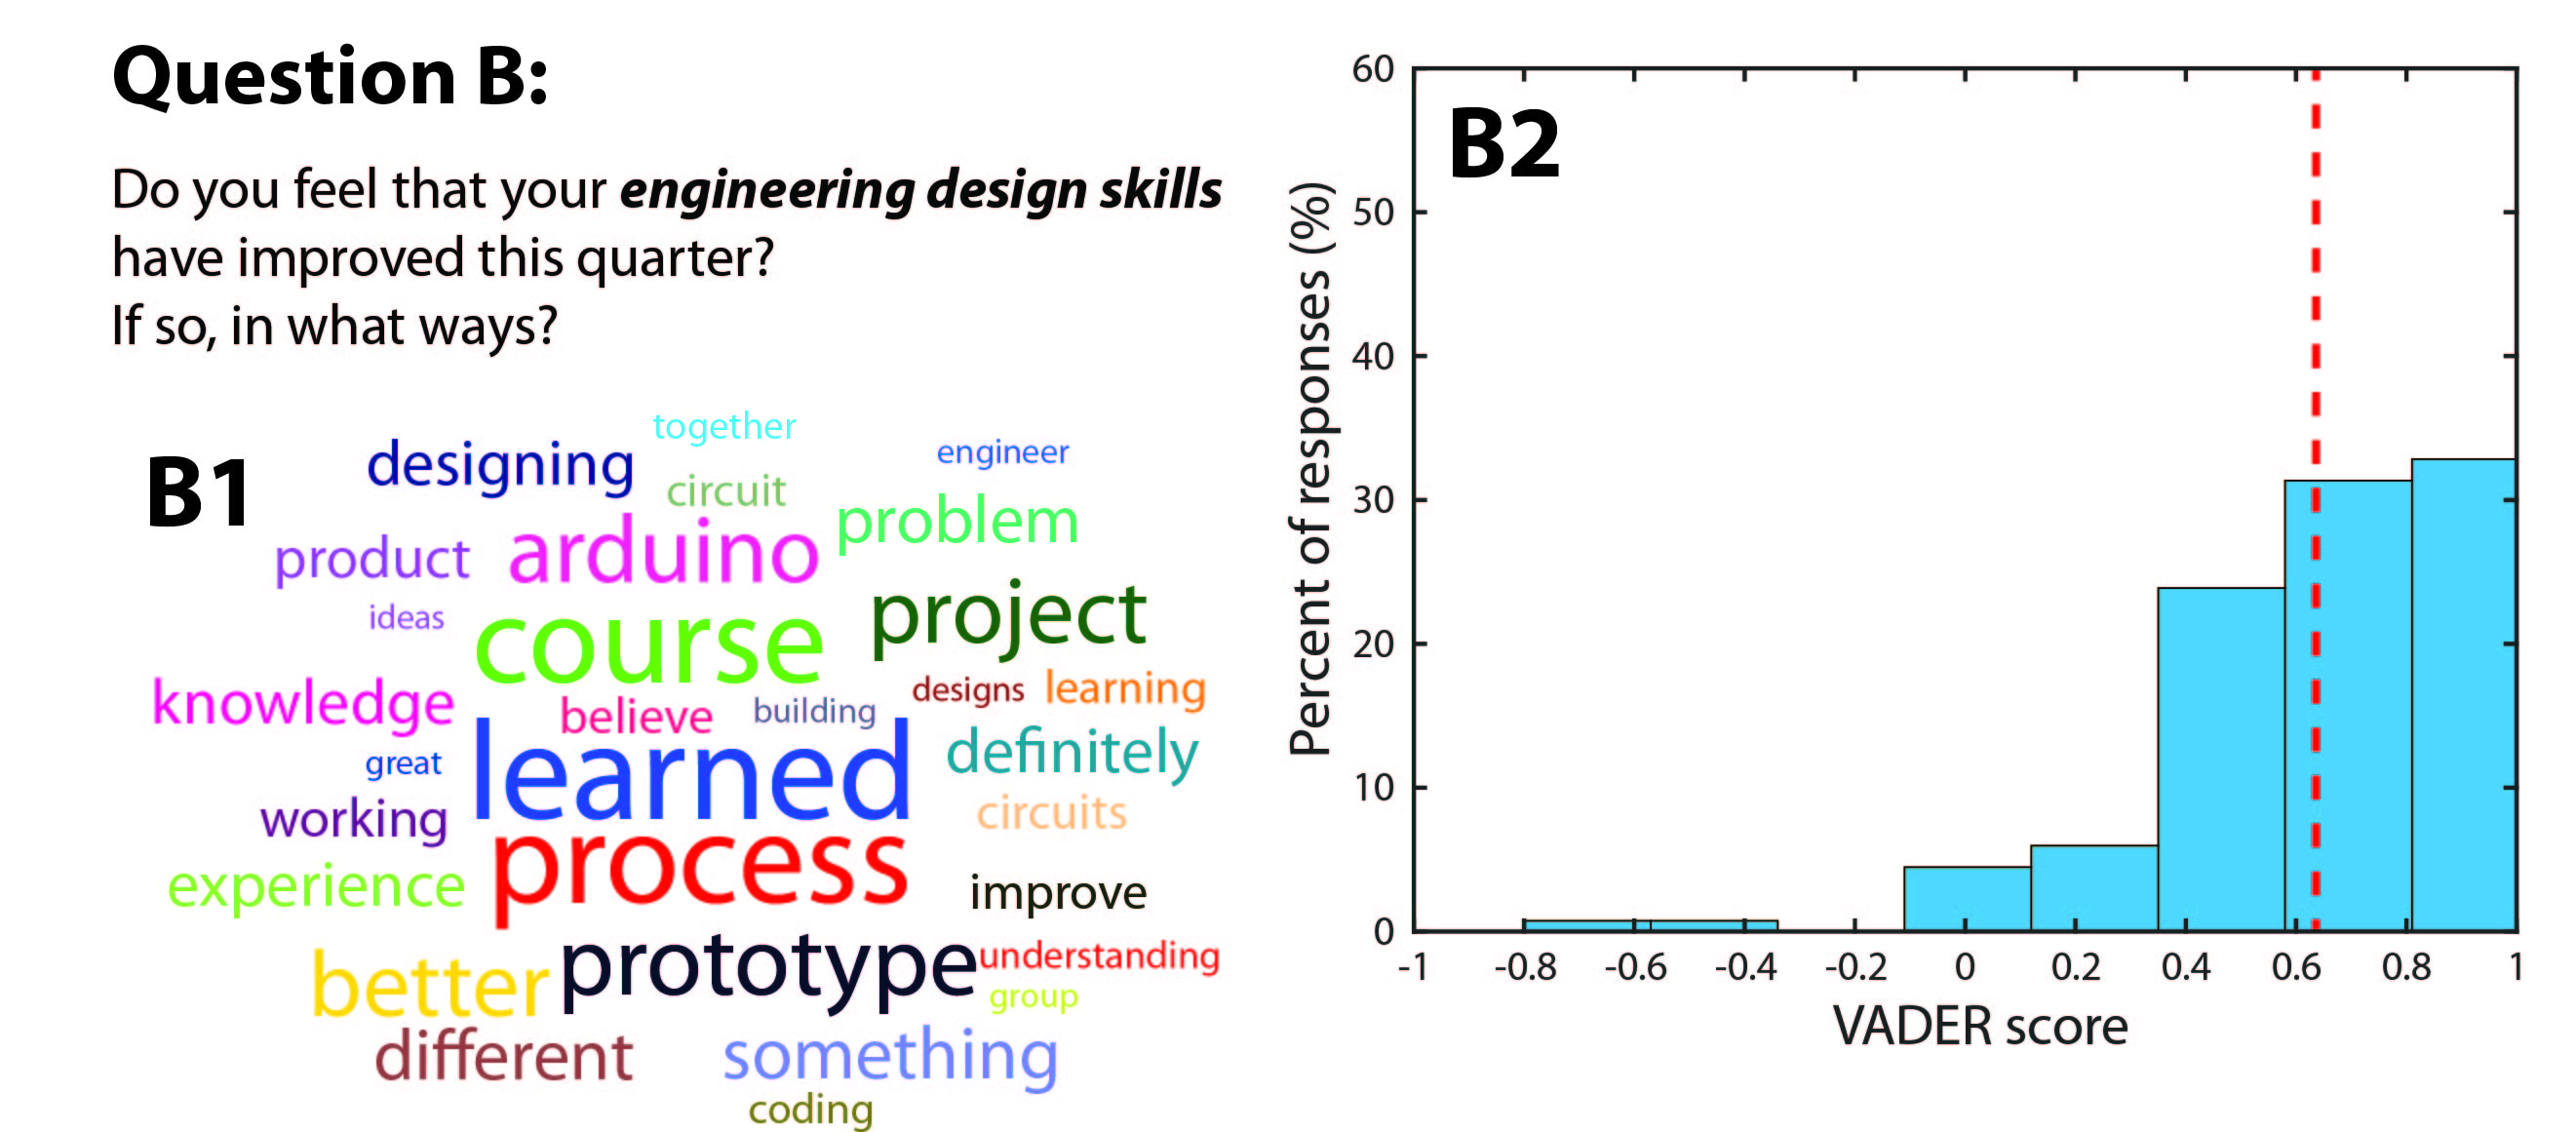 Question B:
Do you feel that your engineering design skills
have improved this quarter?
If so, in what ways?
B1
together
designing
engineer
circuit
problem
product
arduino
project
ideas
course
knowledge
believe
building
designs
learning
great
learned
definitely
working
circuits
experience
process
improve
better
prototype
understanding
group
different
something
coding
B2
Percent of responses (%)
60
50
40
30
20
10
0
-1 -0.8 -0.6 -0.4 -0.2 0 0.2 0.4 0.6 0.8 1
VADER score